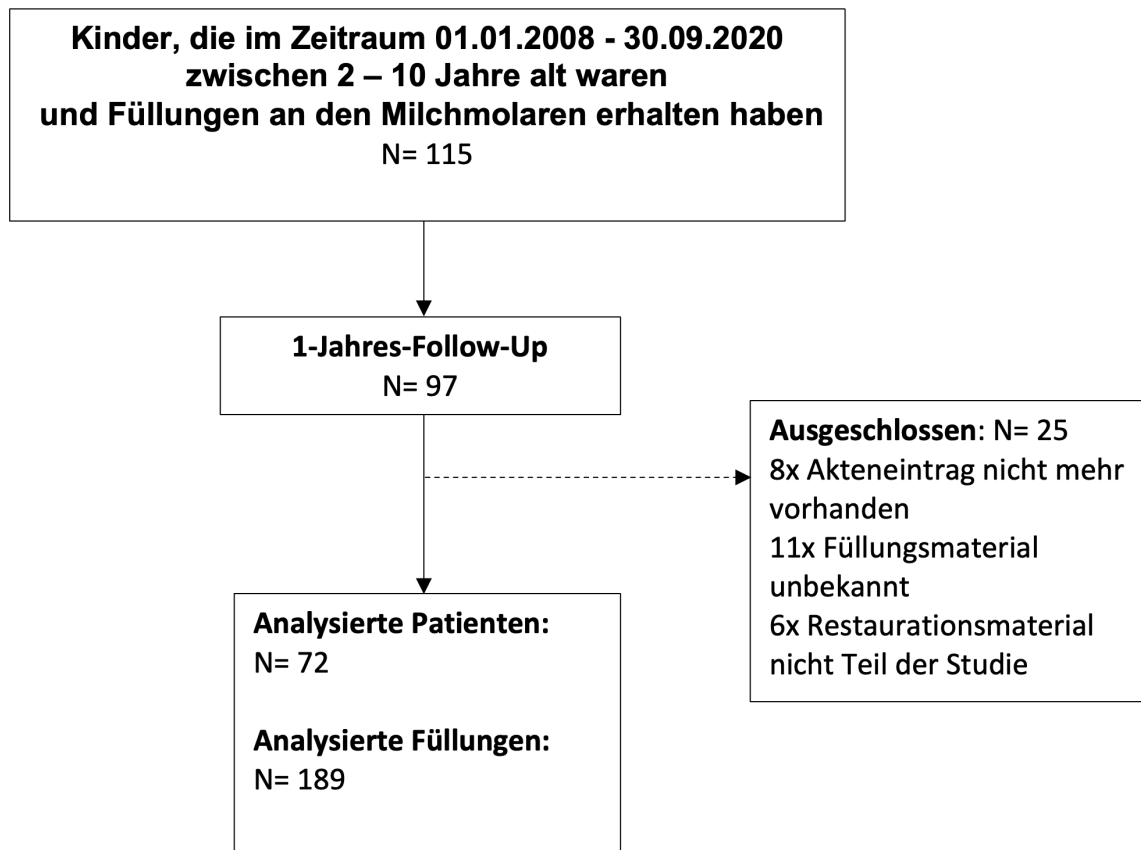 Kinder, die im Zeitraum 01.01.2008 - 30.09.2020
zwischen 2 – 10 Jahre alt waren
und Füllungen an den Milchmolaren erhalten haben
N= 115
1-Jahres-Follow-Up
N= 97
Ausgeschlossen: N= 25
8x Akteneintrag nicht mehr
vorhanden
11x Füllungsmaterial
unbekannt
6x Restaurationsmaterial
nicht Teil der Studie
Analysierte Patienten:
N= 72
Analysierte Füllungen:
N= 189